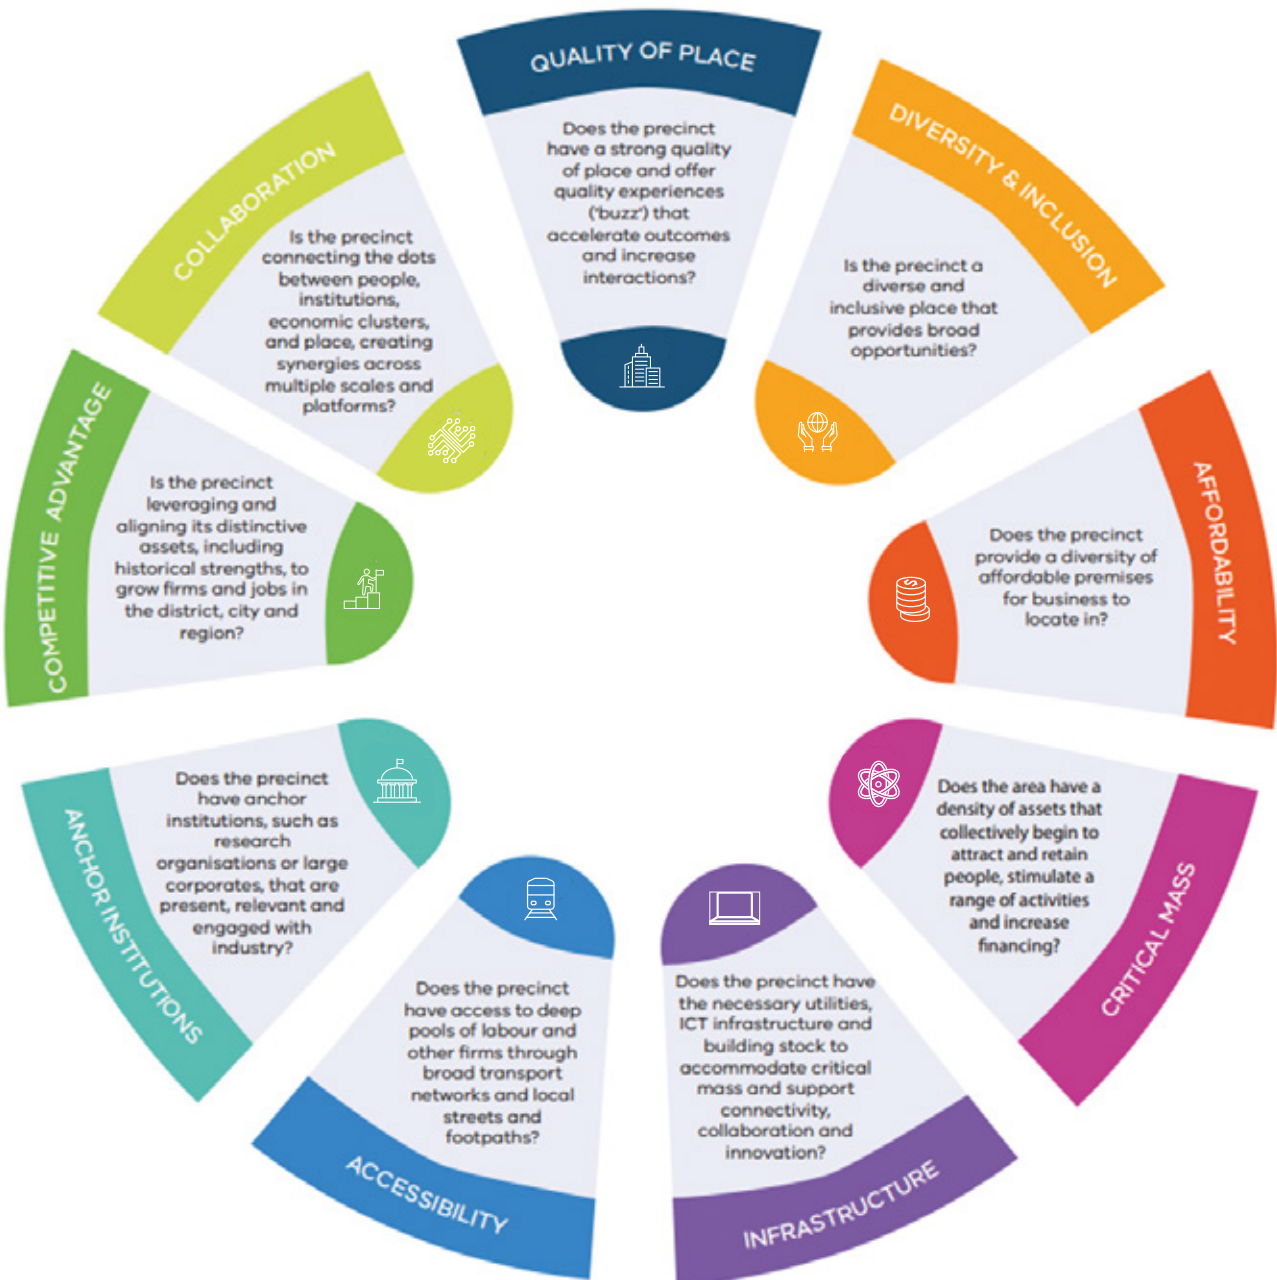 QUALITY OF PLACE
Does the precinct
have a strong quality
of place and offer
quality experiences
('buzz') that
accelerate outcomes
and increase
interactions?
DIVERSITY & INCLUSION
Is the precinct a
diverse and
inclusive place that
provides broad
opportunities?
AFFORDABILITY
Does the precinct
provide a diversity of
affordable premises
for business to
locate in?
CRITICAL MASS
Does the area have a
density of assets that
collectively begin to
attract and retain
people, stimulate a
range of activities
and increase
financing?
INFRASTRUCTURE
Does the precinct have
the necessary utilities,
ICT infrastructure and
building stock to
accommodate critical
mass and support
connectivity,
collaboration and
innovation?
ACCESSIBILITY
Does the precinct
have access to deep
pools of labour and
other firms through
broad transport
networks and local
streets and
footpaths?
ANCHOR INSTITUTIONS
Does the precinct
have anchor
institutions, such as
research
organisations or large
corporates, that are
present, relevant and
engaged with
industry?
COMPETITIVE ADVANTAGE
Is the precinct
leveraging and
aligning its distinctive
assets, including
historical strengths, to
grow firms and jobs in
the district, city and
region?
COLLABORATION
Is the precinct
connecting the dots
between people,
institutions,
economic clusters,
and place, creating
synergies across
multiple scales and
platforms?